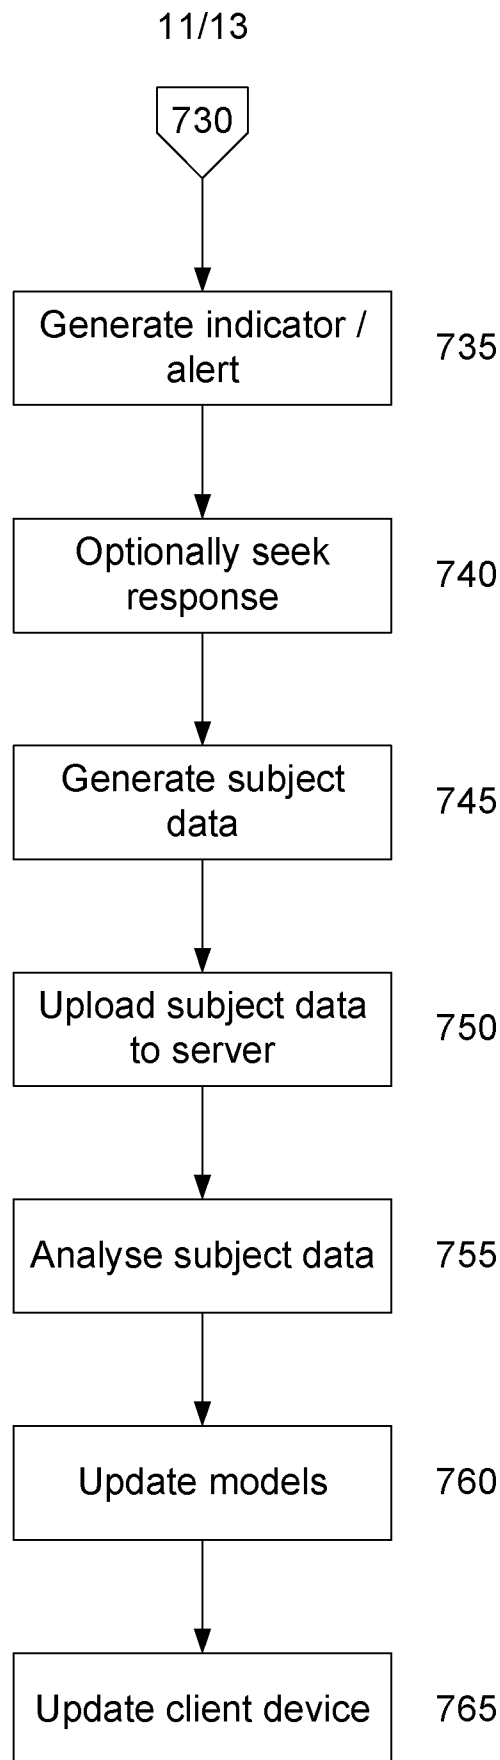 11/13
730
Generate indicator /
alert
735
Optionally seek
response
740
Generate subject
data
745
Upload subject data
to server
750
Analyse subject data
755
Update models
760
Update client device
765